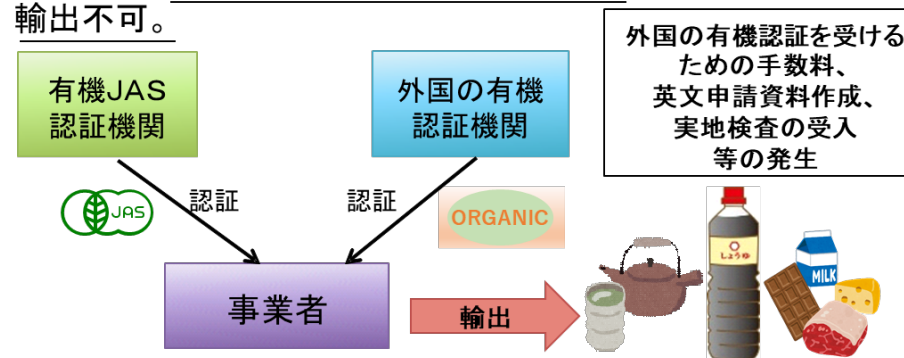 輸出不可。
有機JAS
認証機関
外国の有機
認証機関
外国の有機認証を受ける
ための手数料、
英文申請資料作成、
実地検査の受入
等の発生
JAS
認証
認証
ORGANIC
しょうゆ
MILK
事業者
輸出